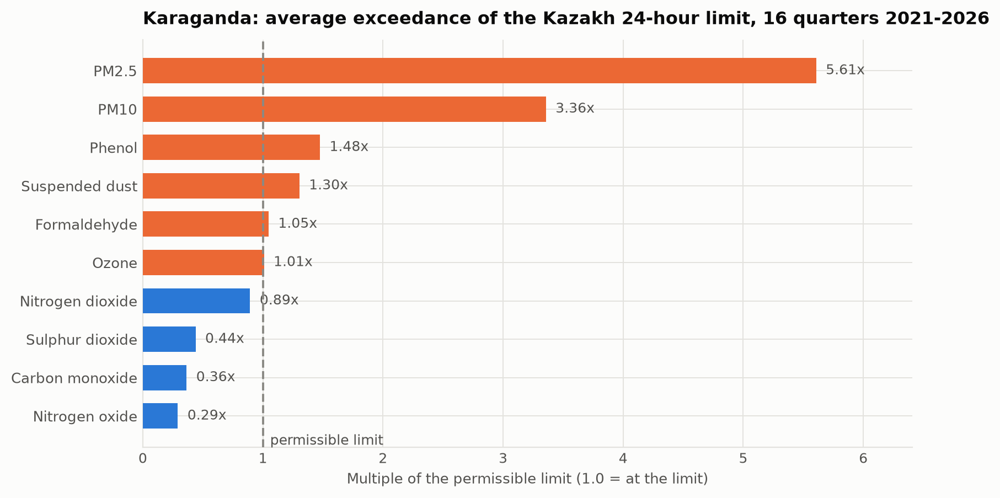 Karaganda: average exceedance of the Kazakh 24-hour limit, 16 quarters 2021-2026
PM2.5 5.61x
PM10 3.36x
Phenol 1.48x
Suspended dust 1.30x
Formaldehyde 1.05x
Ozone 1.01x
Nitrogen dioxide 0.89x
Sulphur dioxide 0.44x
Carbon monoxide 0.36x
Nitrogen oxide 0.29x
permissible limit
0 1 2 3 4 5 6
Multiple of the permissible limit (1.0 = at the limit)